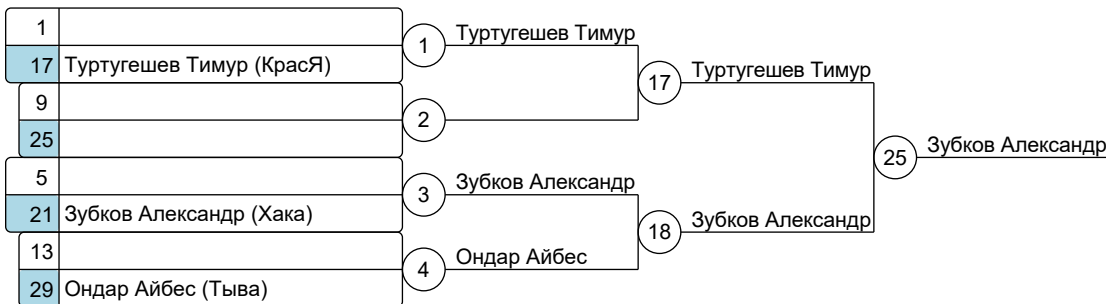 1
17 Туртугешев Тимур (КрасЯ)
9
25
5
21 Зубков Александр (Хака)
13
29 Ондар Айбес (Тыва)
1 Туртугешев Тимур
2
3 Зубков Александр
4 Ондар Айбес
17 Туртугешев Тимур
18 Зубков Александр
25 Зубков Александр